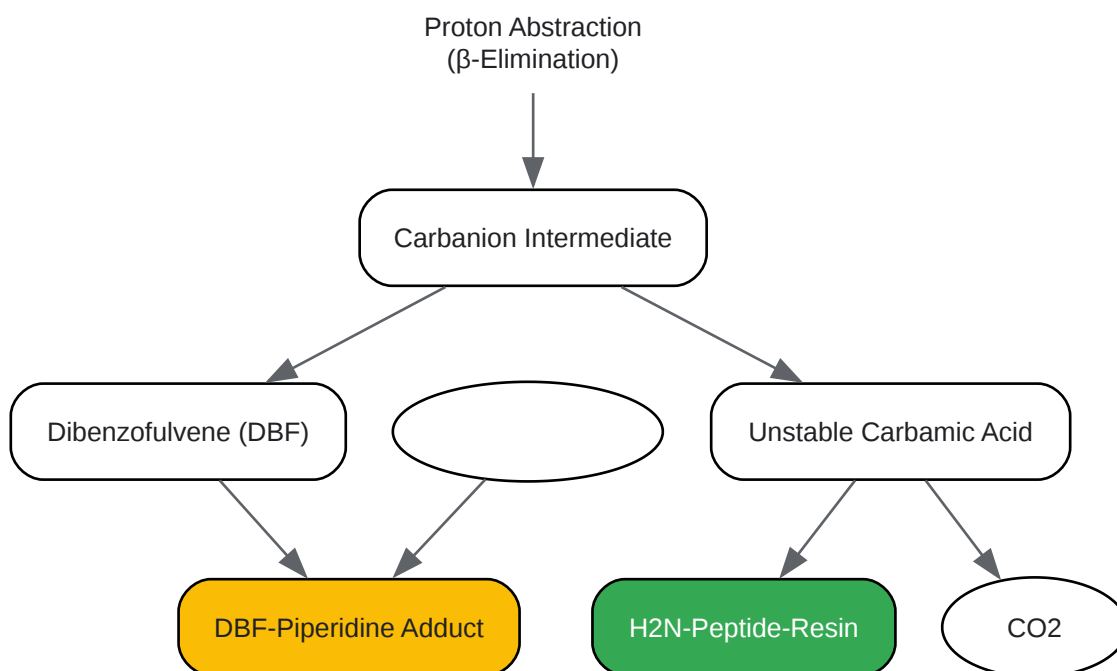 Proton Abstraction
(β-Elimination)
Carbanion Intermediate
Dibenzofulvene (DBF)
Unstable Carbamic Acid
DBF-Piperidine Adduct
H2N-Peptide-Resin
CO2